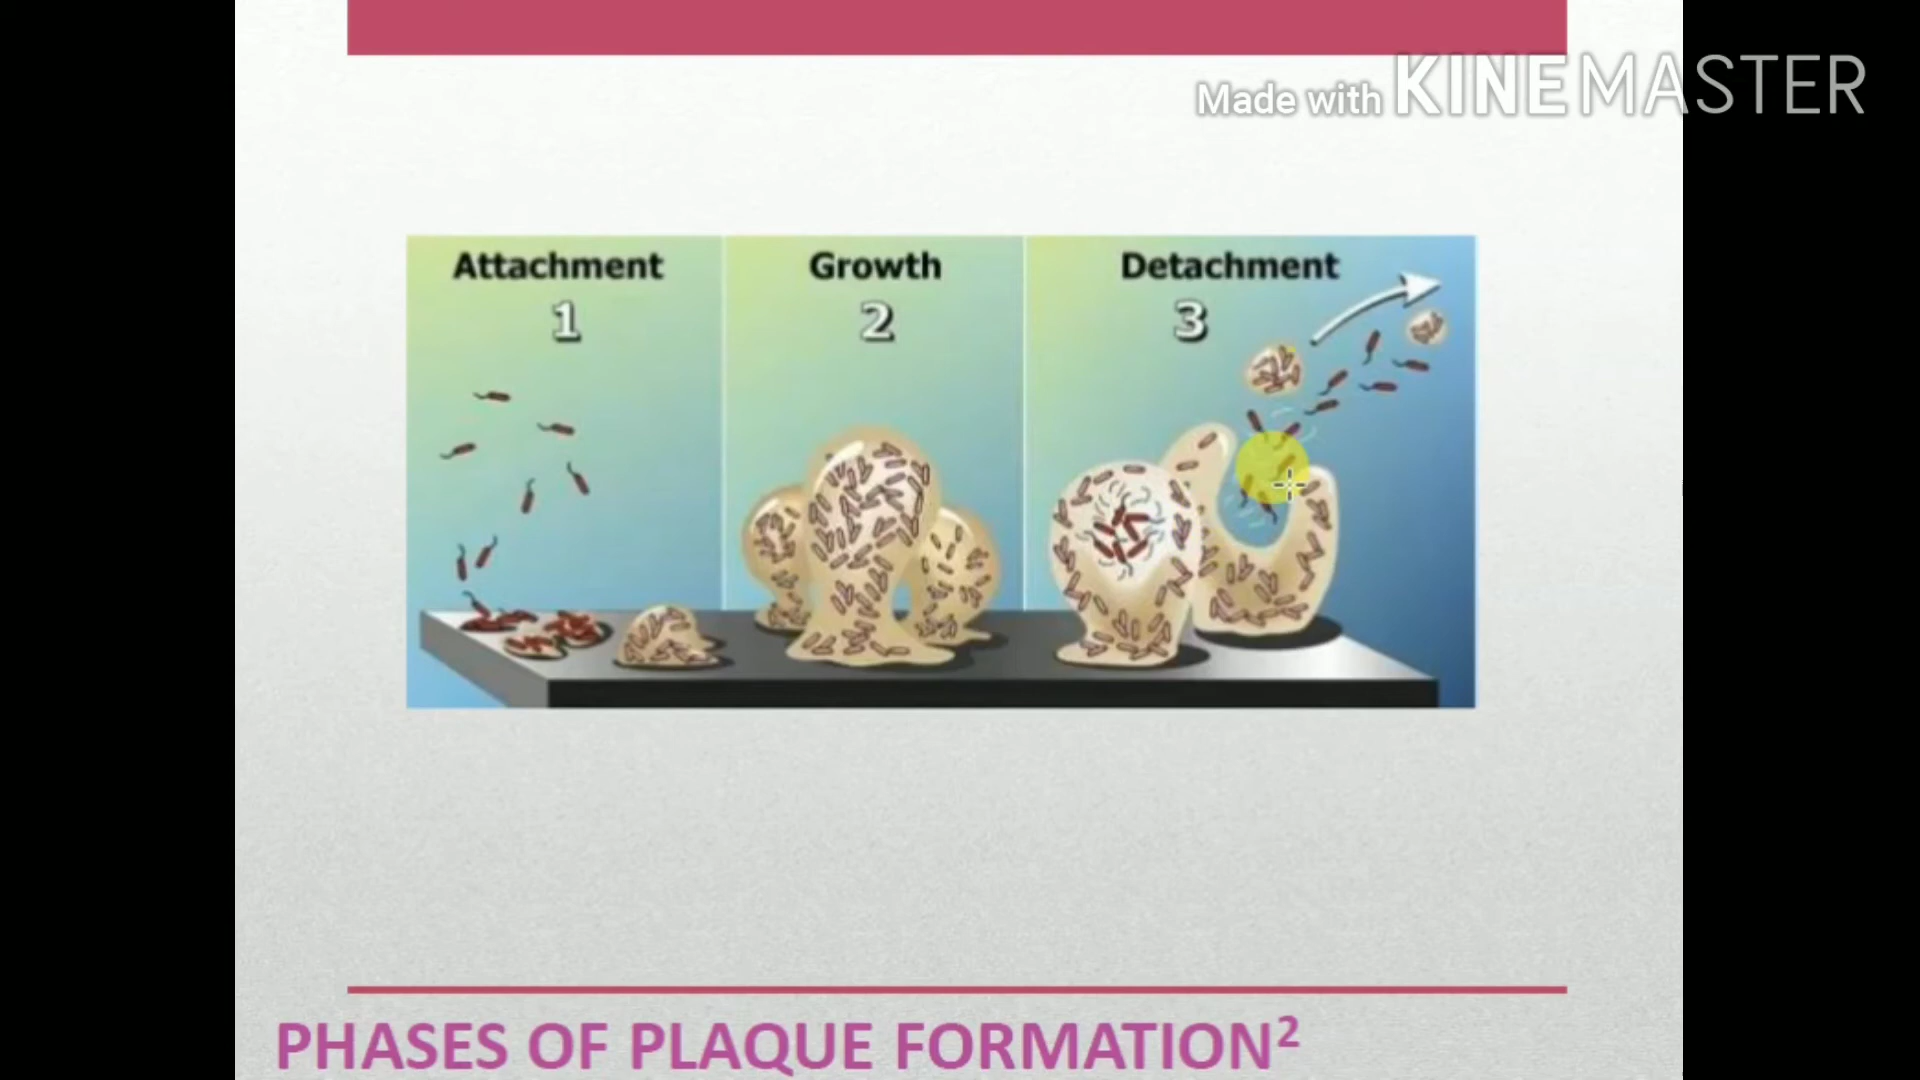 Made with KINEMASTER
Attachment
1
Growth
2
Detachment
3
PHASES OF PLAQUE FORMATION²